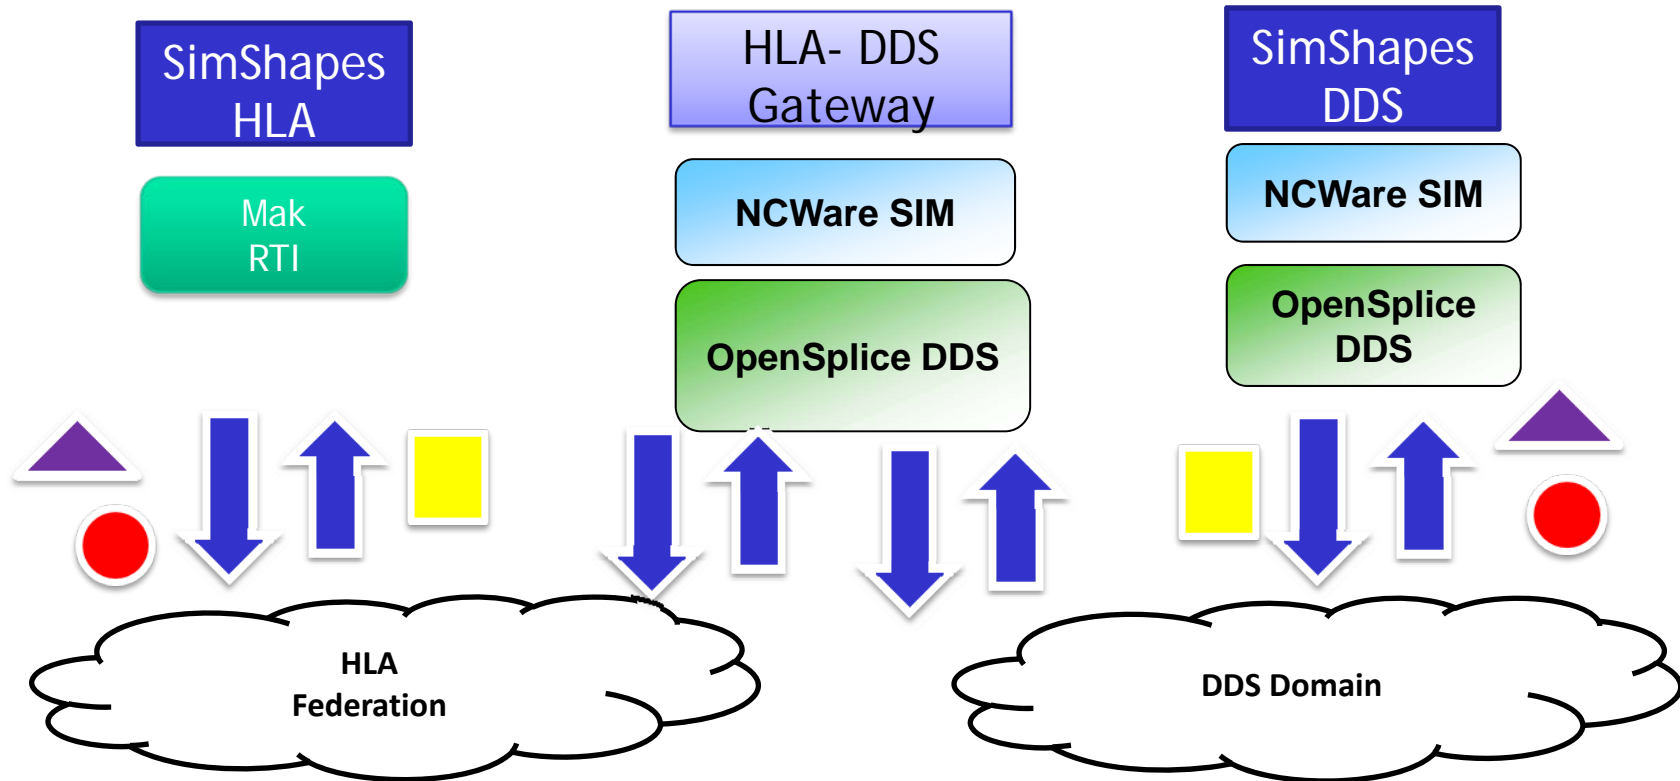 SimShapes
HLA
Mak
RTI
HLA- DDS
Gateway
NCWare SIM
OpenSplice DDS
SimShapes
DDS
NCWare SIM
OpenSplice
DDS
HLA
Federation
DDS Domain